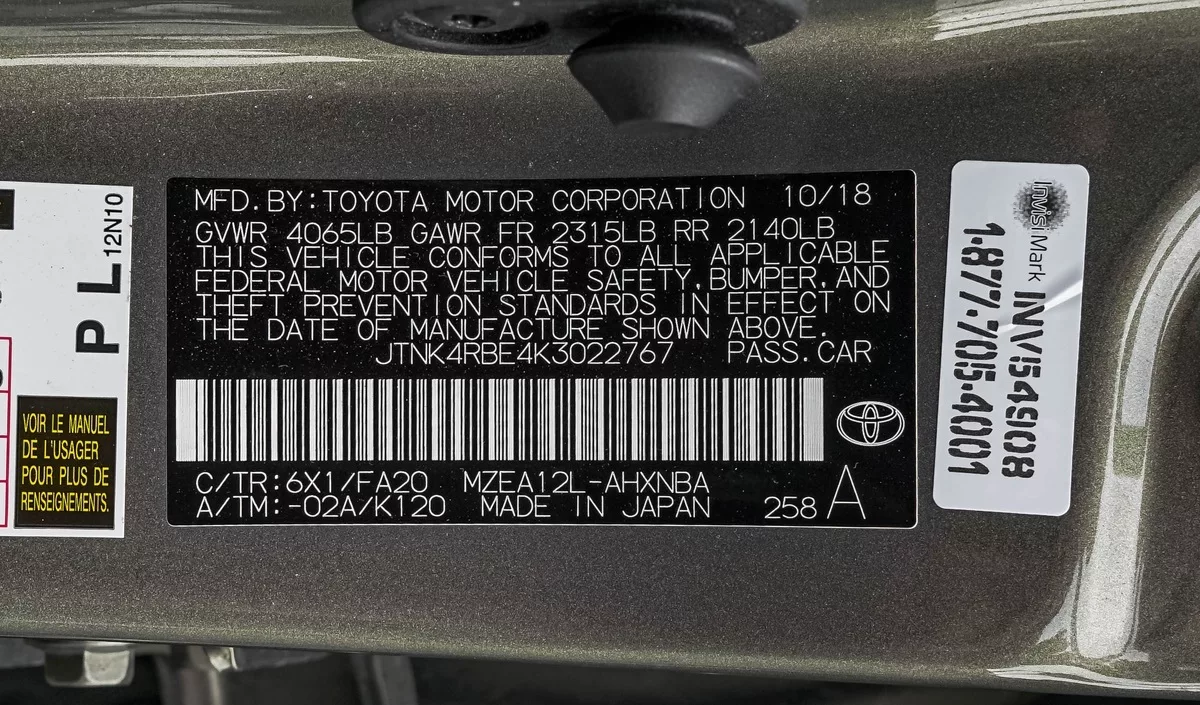 P L 12N10
VOIR LE MANUEL
DE L'USAGER
POUR PLUS DE
RENSEIGNEMENTS.
MFD.BY:TOYOTA MOTOR CORPORATION 10/18
GVWR 4065LB GAWR FR 2315LB RR 2140LB
THIS VEHICLE CONFORMS TO ALL APPLICABLE
FEDERAL MOTOR VEHICLE SAFETY,BUMPER,AND
THEFT PREVENTION STANDARDS IN EFFECT ON
THE DATE OF MANUFACTURE SHOWN ABOVE.
JTNK4RBE4K3022767 PASS.CAR
C/TR:6X1/FA20 MZEA12L-AHXNBA
A/TM:-02A/K120 MADE IN JAPAN 258 A
InvisiMark INV54908
1-877-705-4001